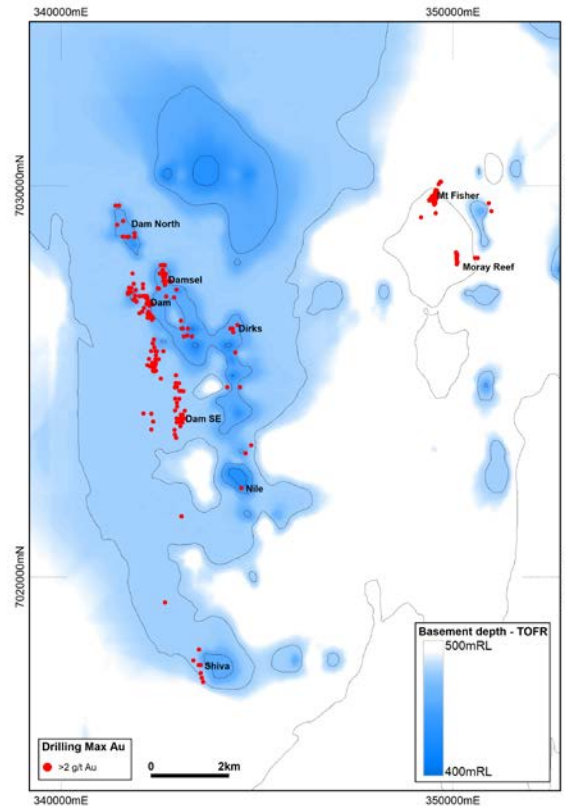 340000mE
350000mE
7030000mN
Mt Fisher
Dam North
Moray Reef
Damsel
Dam
Dirks
Dam SE
Nile
7020000mN
Basement depth - TOFR
500mRL
400mRL
Shiva
Drilling Max Au
>2 g/t Au
0
2km
340000mE
350000mE